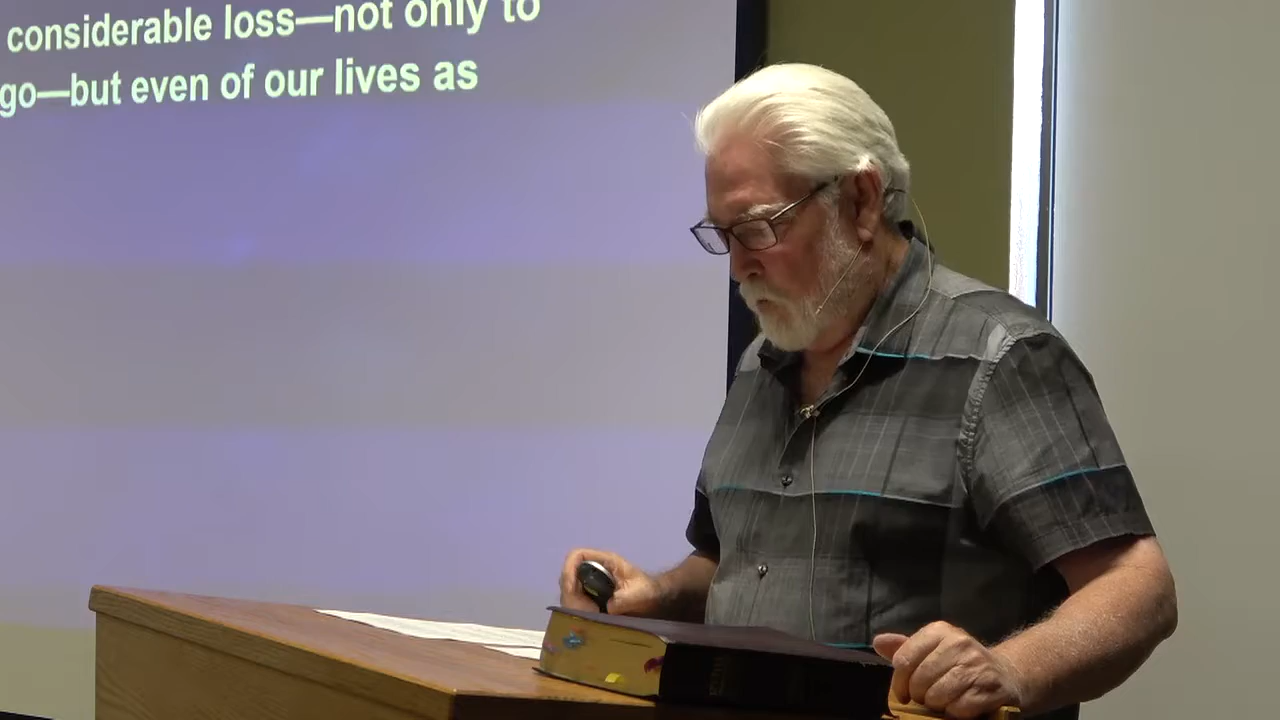 considerable loss—not only to
go—but even of our lives as